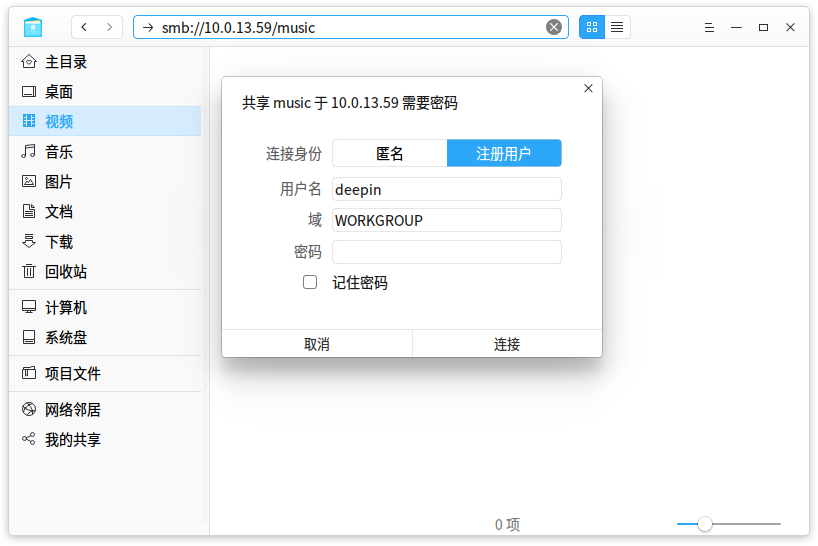 smb://10.0.13.59/music
主目录
桌面
视频
音乐
图片
文档
下载
回收站
计算机
系统盘
项目文件
网络邻居
我的共享
共享 music 于 10.0.13.59 需要密码
连接身份 匿名 注册用户
用户名 deepin
域 WORKGROUP
密码
记住密码
取消 连接
0 项